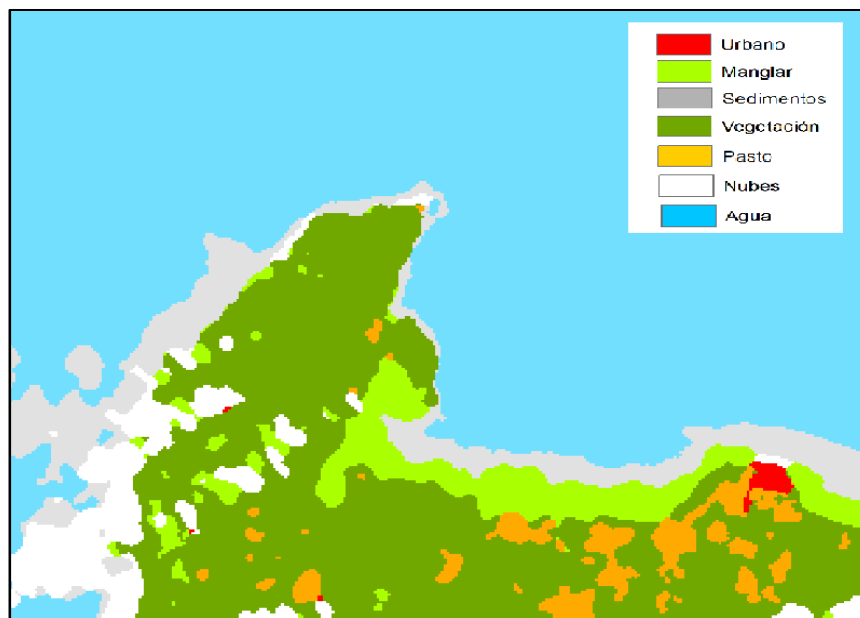 Urbano
Manglar
Sedimentos
Vegetación
Pasto
Nubes
Agua